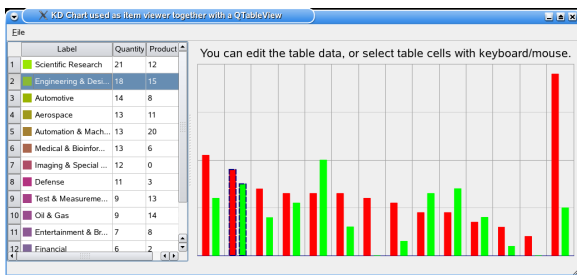 KD Chart used as item viewer together with a QTableView
File
Label Quantity Product
1 Scientific Research 21 12
2 Engineering & Desi... 18 15
3 Automotive 14 8
4 Aerospace 13 11
5 Automation & Mach... 13 20
6 Medical & Bioinfor... 13 6
7 Imaging & Special ... 12 0
8 Defense 11 3
9 Test & Measureme... 9 13
10 Oil & Gas 9 14
11 Entertainment & Br... 7 8
12 Financial 6 2
You can edit the table data, or select table cells with keyboard/mouse.